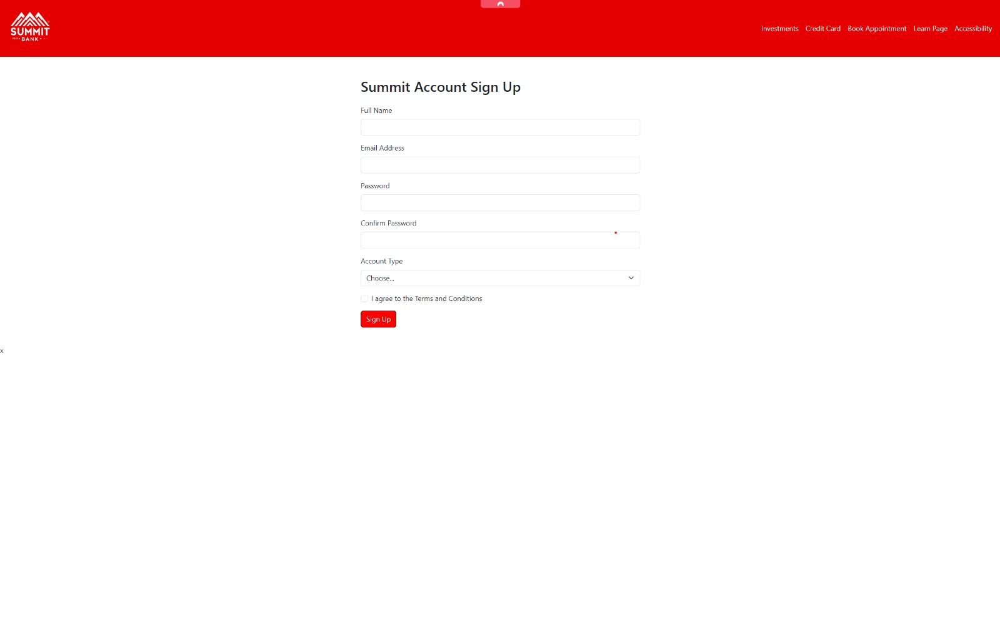 SUMMIT
BANK
Investments
Credit Card
Book Appointment
Learn Page
Accessibility
Summit Account Sign Up
Full Name
Email Address
Password
Confirm Password
Account Type
Choose...
I agree to the Terms and Conditions
Sign Up
x